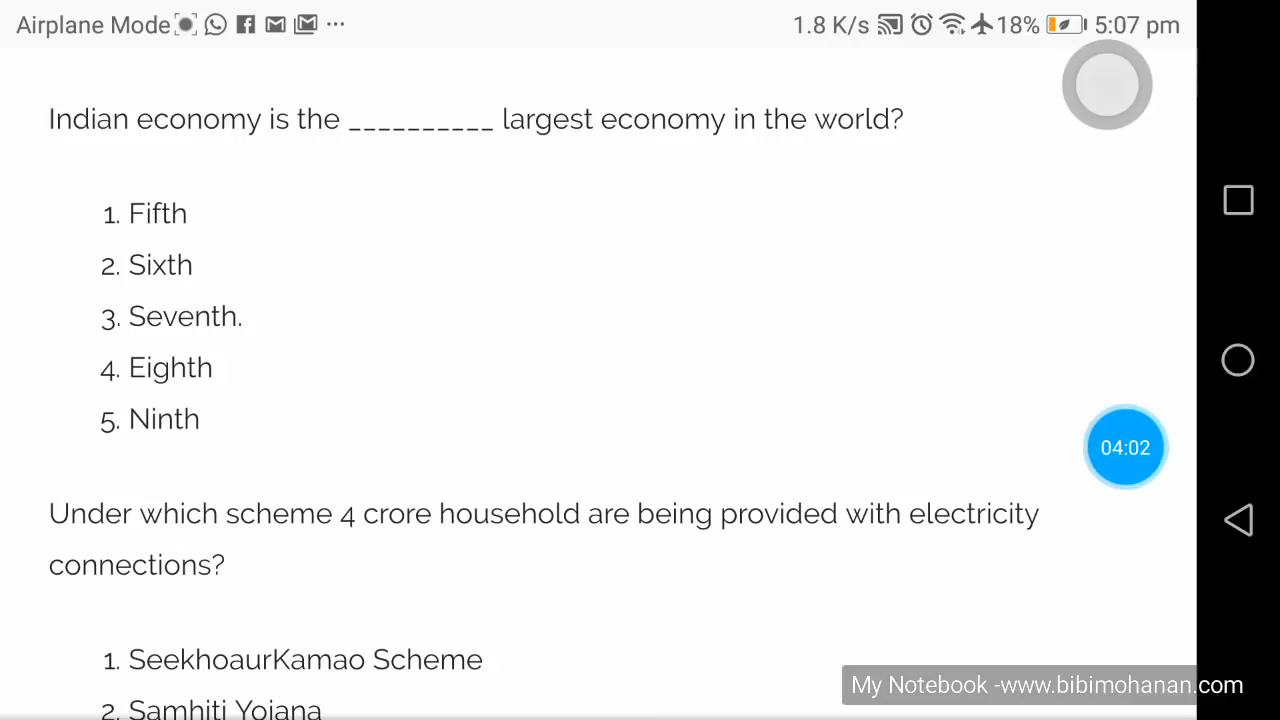 Airplane Mode ... 1.8 K/s 18% 5:07 pm
Indian economy is the __________ largest economy in the world?
1. Fifth
2. Sixth
3. Seventh.
4. Eighth
5. Ninth
04:02
Under which scheme 4 crore household are being provided with electricity
connections?
1. SeekhoaurKamao Scheme
2. Samhiti Yojana
My Notebook -www.bibimohanan.com